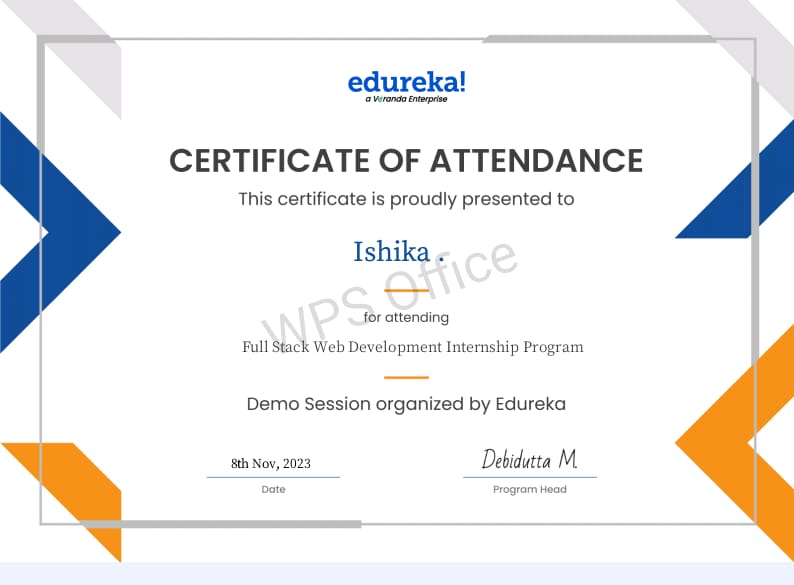 edureka!
a Veranda Enterprise
CERTIFICATE OF ATTENDANCE
This certificate is proudly presented to
Ishika .
WPS Office
for attending
Full Stack Web Development Internship Program
Demo Session organized by Edureka
8th Nov, 2023
Debidutta M.
Date
Program Head